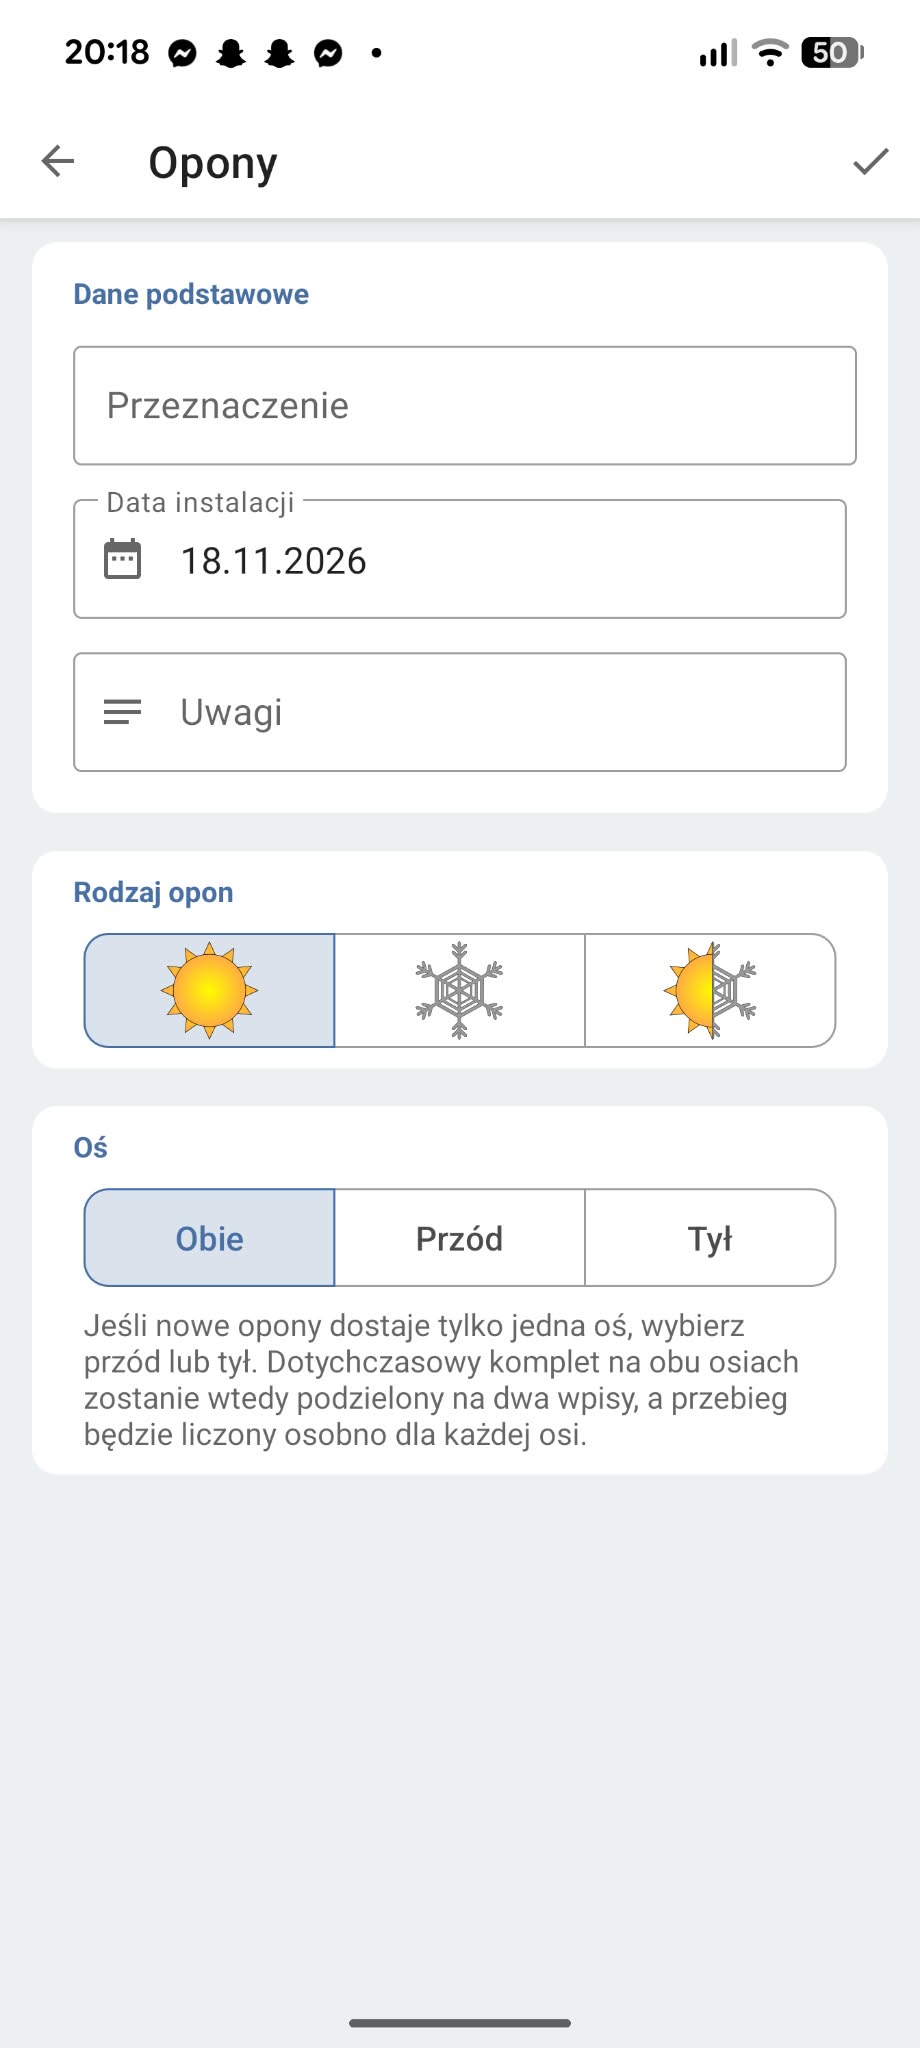 20:18
50
Opony
Dane podstawowe
Przeznaczenie
Data instalacji
18.11.2026
Uwagi
Rodzaj opon
Oś
Obie
Przód
Tył
Jeśli nowe opony dostaje tylko jedna oś, wybierz
przód lub tył. Dotychczasowy komplet na obu osiach
zostanie wtedy podzielony na dwa wpisy, a przebieg
będzie liczony osobno dla każdej osi.